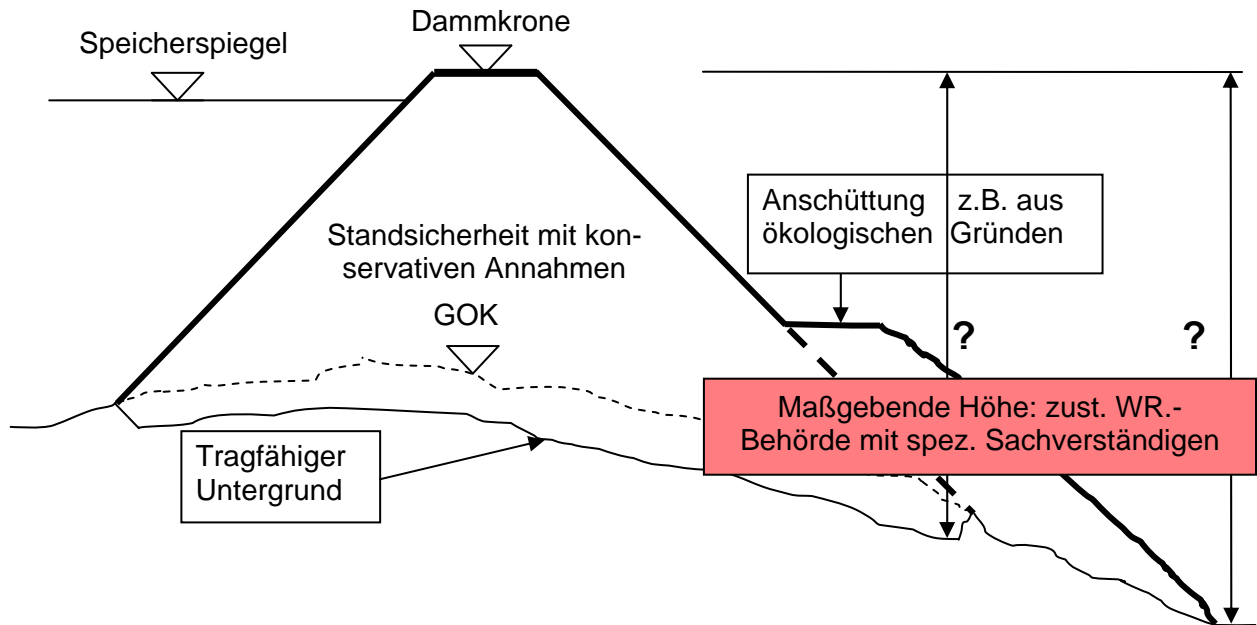 Dammkrone
Speicherspiegel
Anschüttung z.B. aus
ökologischen Gründen
Standsicherheit mit kon-
servativen Annahmen
GOK
? ?
Maßgebende Höhe: zust. WR.-
Behörde mit spez. Sachverständigen
Tragfähiger
Untergrund